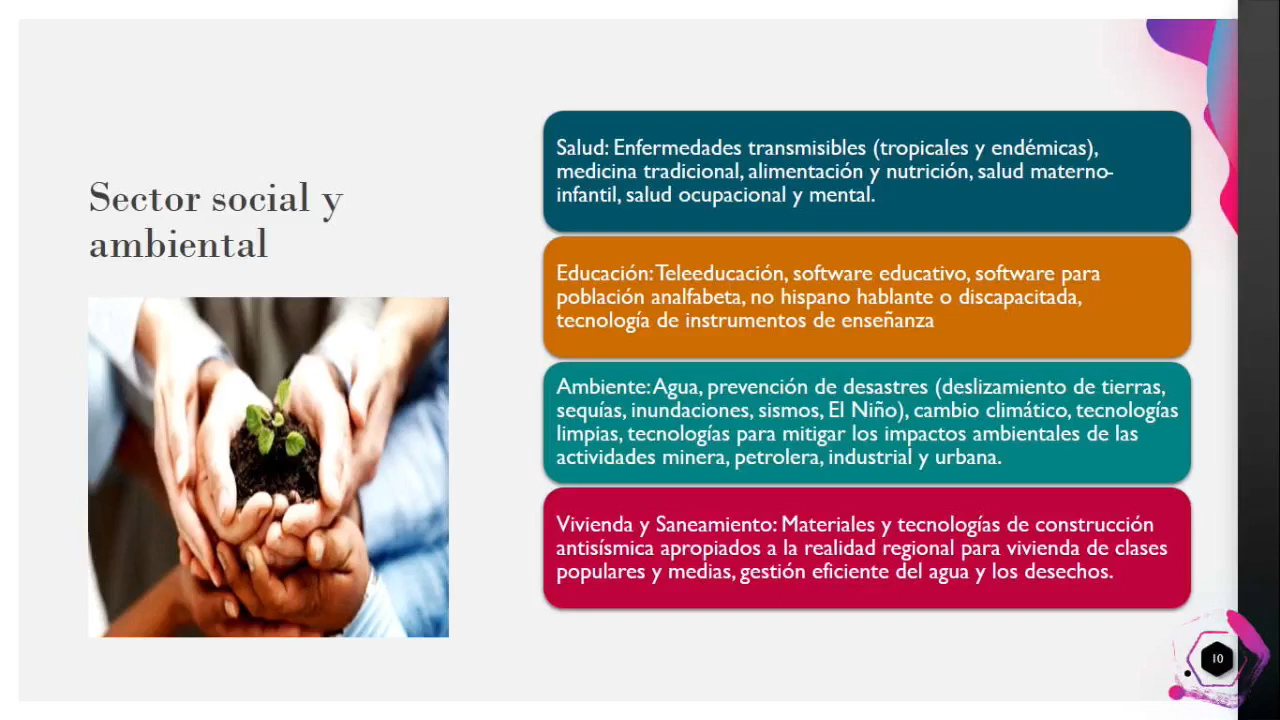 Sector social y
ambiental
Salud: Enfermedades transmisibles (tropicales y endémicas),
medicina tradicional, alimentación y nutrición, salud materno-
infantil, salud ocupacional y mental.
Educación: Teleeducación, software educativo, software para
población analfabeta, no hispano hablante o discapacitada,
tecnología de instrumentos de enseñanza
Ambiente: Agua, prevención de desastres (deslizamiento de tierras,
sequías, inundaciones, sismos, El Niño), cambio climático, tecnologías
limpias, tecnologías para mitigar los impactos ambientales de las
actividades minera, petrolera, industrial y urbana.
Vivienda y Saneamiento: Materiales y tecnologías de construcción
antisísmica apropiados a la realidad regional para vivienda de clases
populares y medias, gestión eficiente del agua y los desechos.
10